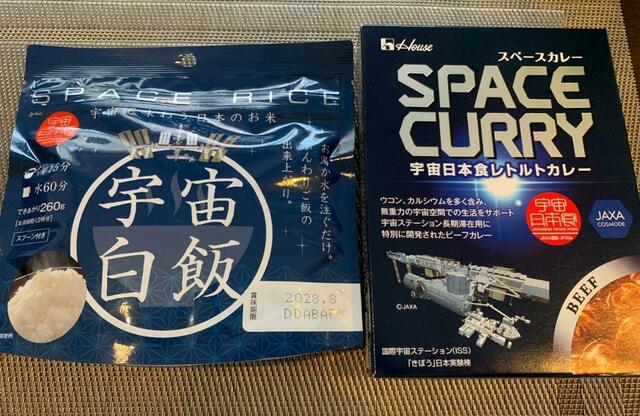 SPACE RICE
宇宙で味わう日本のお米
宇宙
日本食
水60分
できあがり260g
スプーン付き
お湯か水を注ぐだけ。
ふんわりご飯の
出来上がり。
宇宙
白飯
賞味
期限
2028.8
DDABAF
調理例
House
スペースカレー
SPACE
CURRY
宇宙日本食レトルトカレー
ウコン、カルシウムを多く含み、
無重力の宇宙空間での生活をサポート
宇宙ステーション長期滞在用に
特別に開発されたビーフカレー
宇宙
日本食
JAPANESE SPACE FOOD
JAXA
COSMODE
©JAXA
BEEF
国際宇宙ステーション(ISS)
「きぼう」日本実験棟